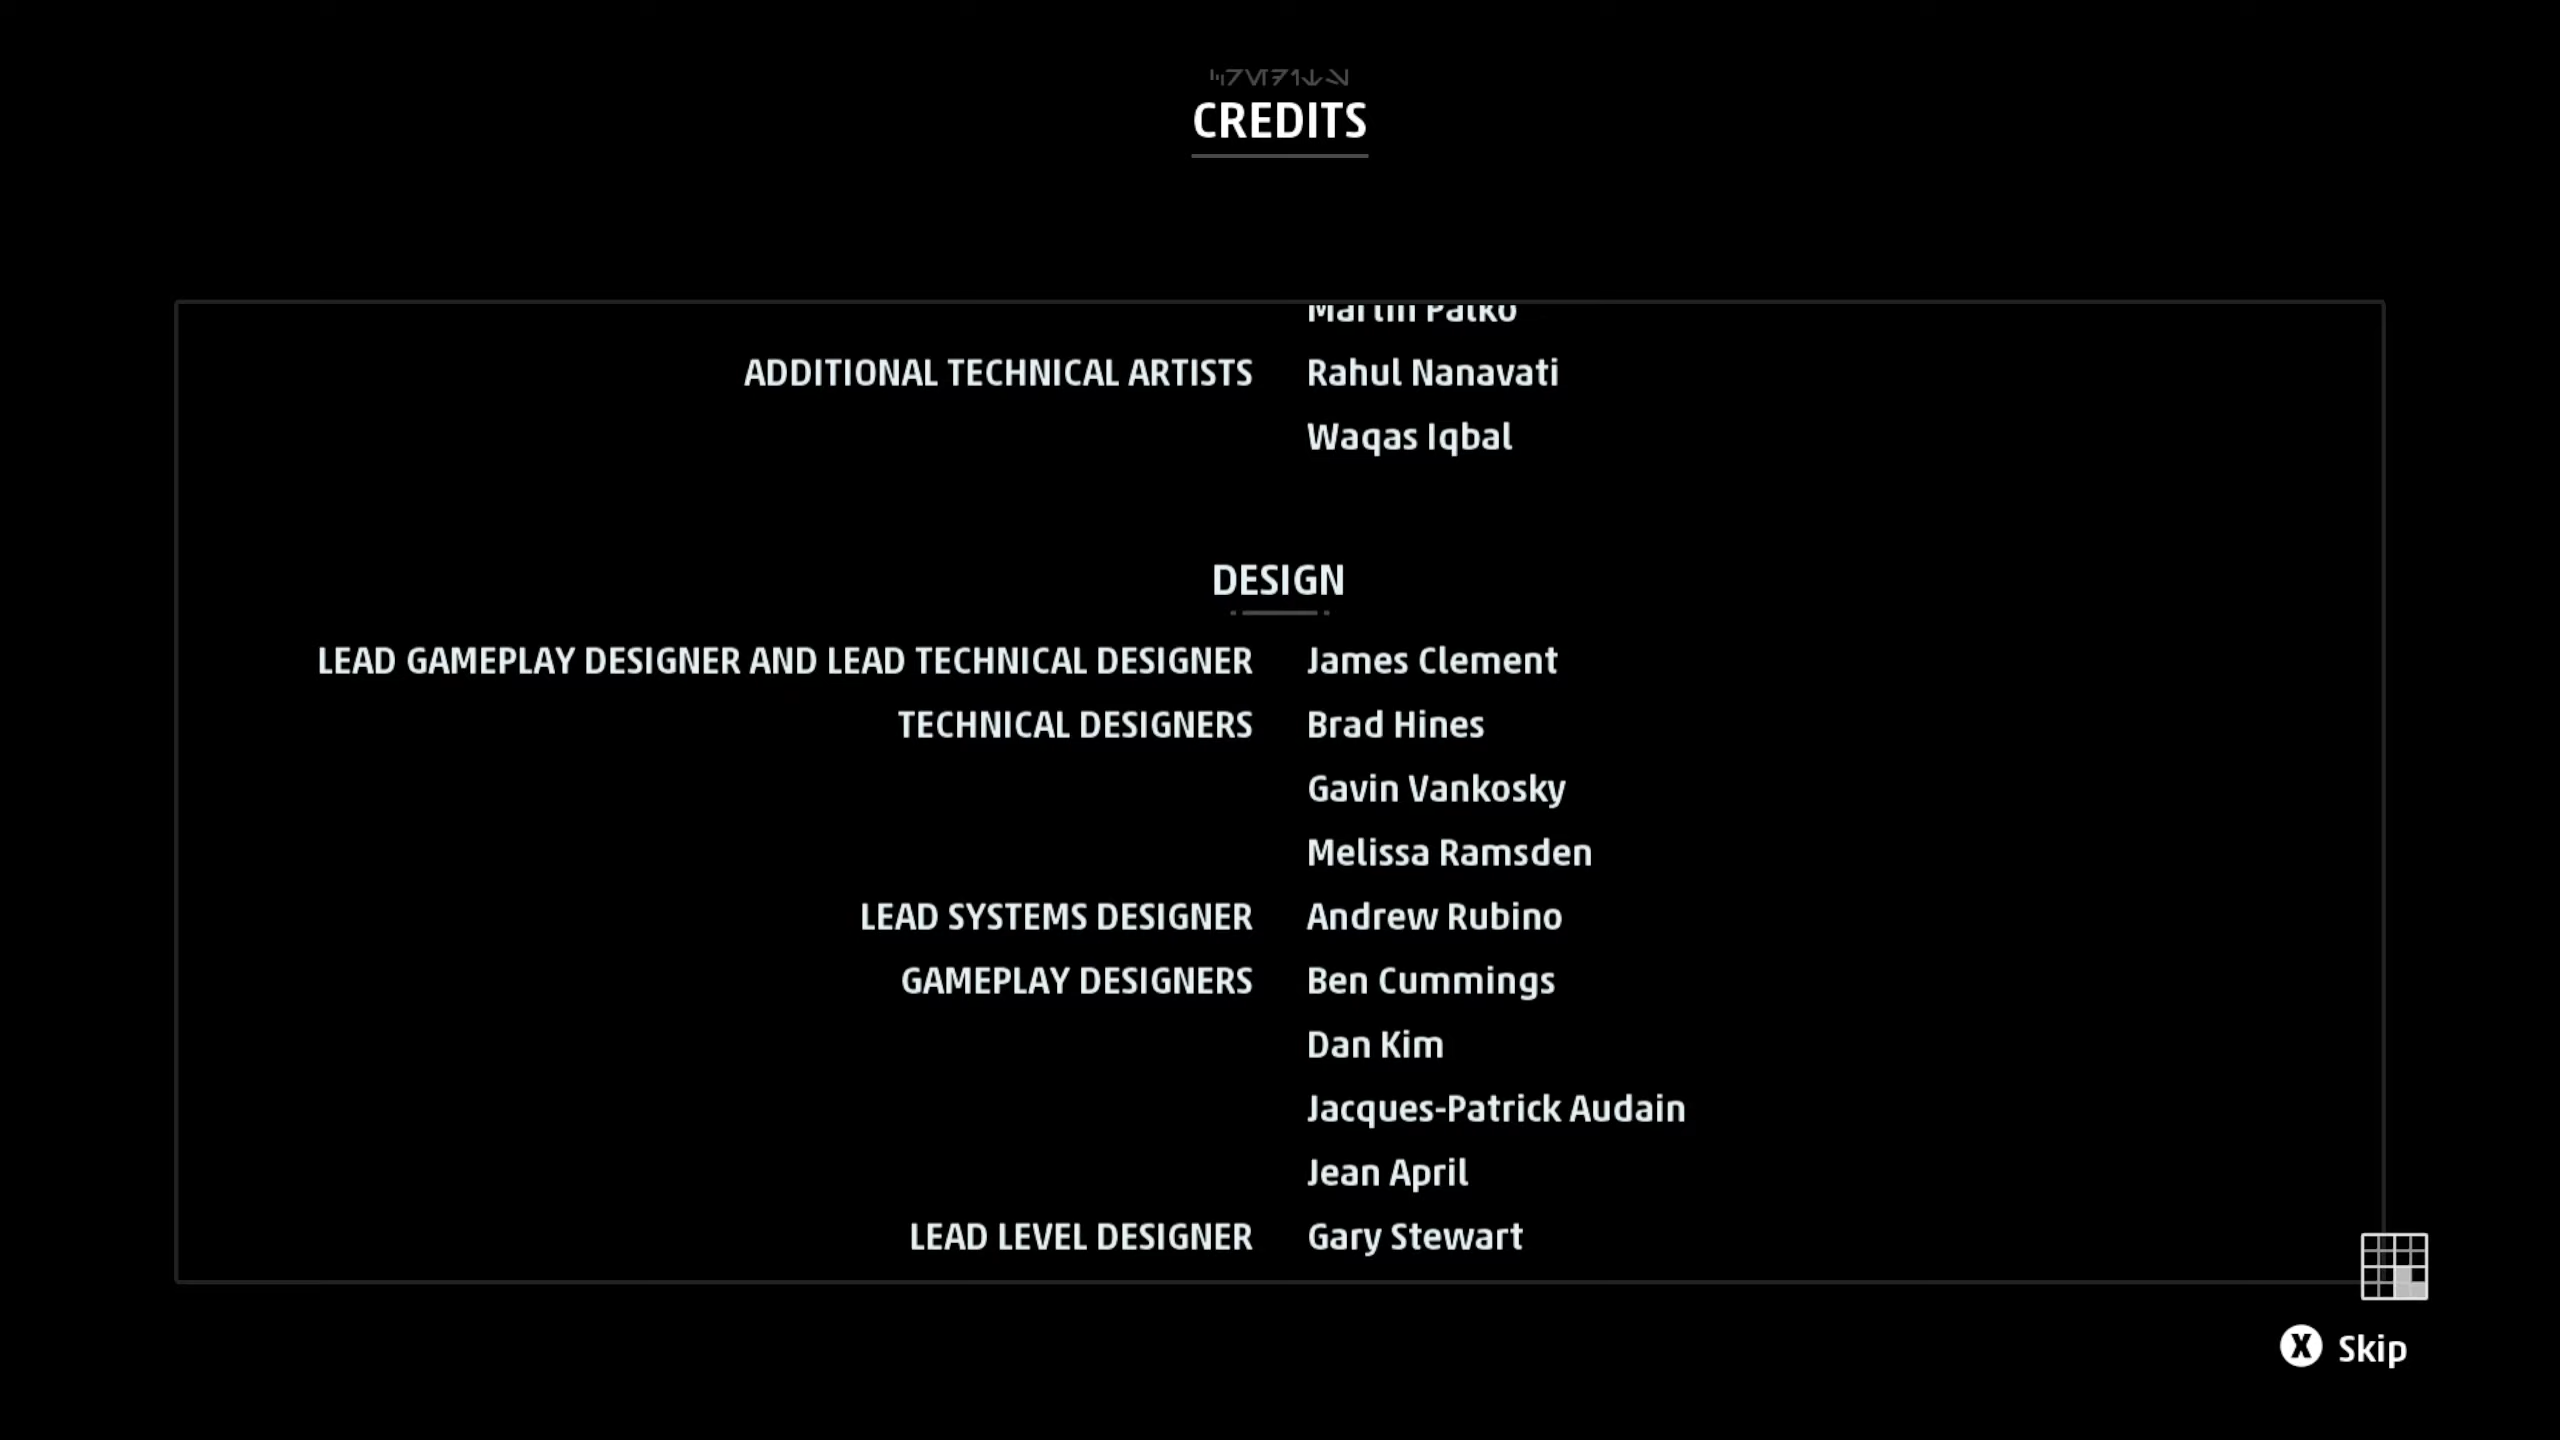 CREDITS
Martin Palko
ADDITIONAL TECHNICAL ARTISTS Rahul Nanavati
Waqas Iqbal
DESIGN
LEAD GAMEPLAY DESIGNER AND LEAD TECHNICAL DESIGNER James Clement
TECHNICAL DESIGNERS Brad Hines
Gavin Vankosky
Melissa Ramsden
LEAD SYSTEMS DESIGNER Andrew Rubino
GAMEPLAY DESIGNERS Ben Cummings
Dan Kim
Jacques-Patrick Audain
Jean April
LEAD LEVEL DESIGNER Gary Stewart
X Skip